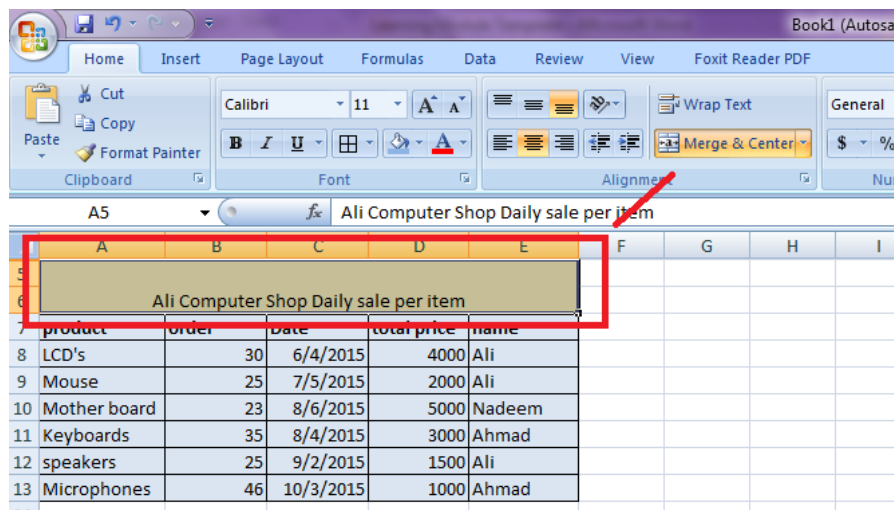 Book1 (Autosa
Home Insert Page Layout Formulas Data Review View Foxit Reader PDF
Cut
Copy
Format Painter
Paste
Calibri 11 A A
B I U A
Wrap Text
Merge & Center
General
$ %
Clipboard Font Alignment Nu
A5 fx Ali Computer Shop Daily sale per item
A B C D E F G H I
5
6 Ali Computer Shop Daily sale per item
7 product order Date total price name
8 LCD's 30 6/4/2015 4000 Ali
9 Mouse 25 7/5/2015 2000 Ali
10 Mother board 23 8/6/2015 5000 Nadeem
11 Keyboards 35 8/4/2015 3000 Ahmad
12 speakers 25 9/2/2015 1500 Ali
13 Microphones 46 10/3/2015 1000 Ahmad